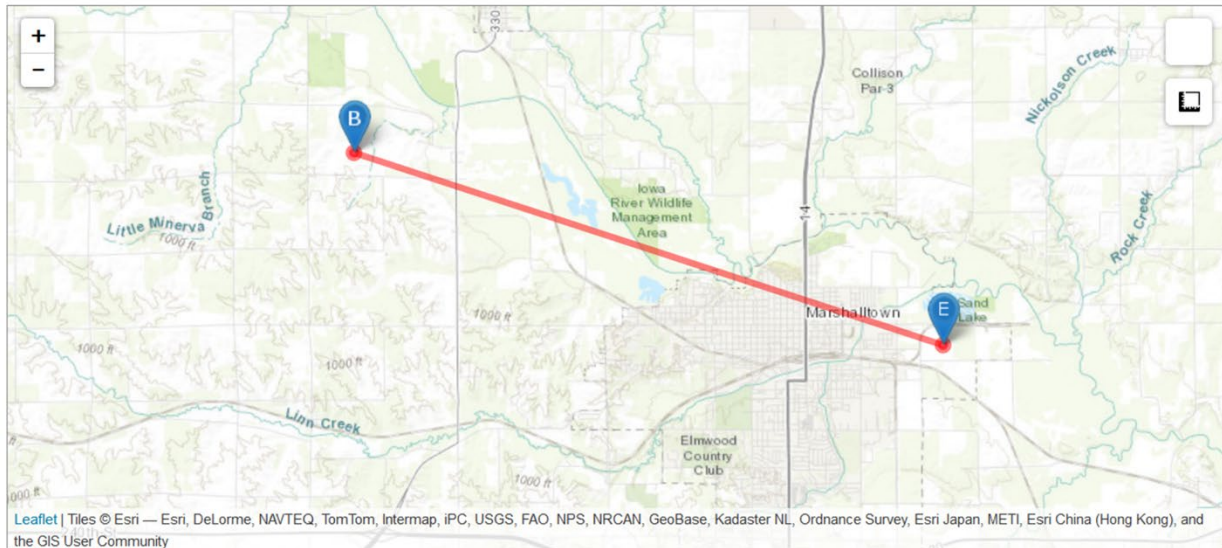 +
−
330
Collison
Par-3
Nickolson Creek
B
Iowa
River Wildlife
Management
Area
14
Little Minerva Branch
1000 ft
Rock Creek
1000 ft
Marshalltown
E
Sand
Lake
1000 ft
1000 ft
Linn Creek
Elmwood
Country
Club
1000 ft
000 ft
Leaflet | Tiles © Esri — Esri, DeLorme, NAVTEQ, TomTom, Intermap, iPC, USGS, FAO, NPS, NRCAN, GeoBase, Kadaster NL, Ordnance Survey, Esri Japan, METI, Esri China (Hong Kong), and
the GIS User Community